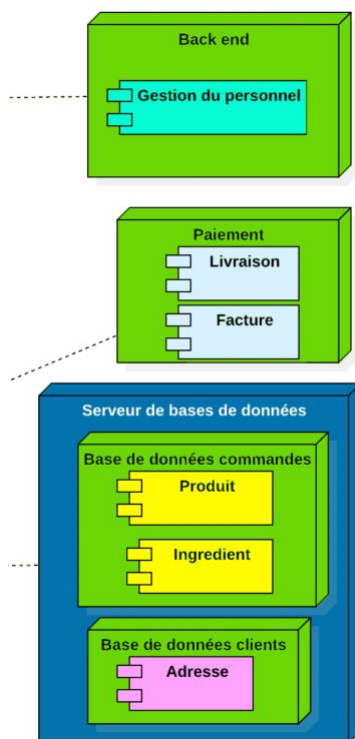 Back end
Gestion du personnel
Paiement
Livraison
Facture
Serveur de bases de données
Base de données commandes
Produit
Ingredient
Base de données clients
Adresse